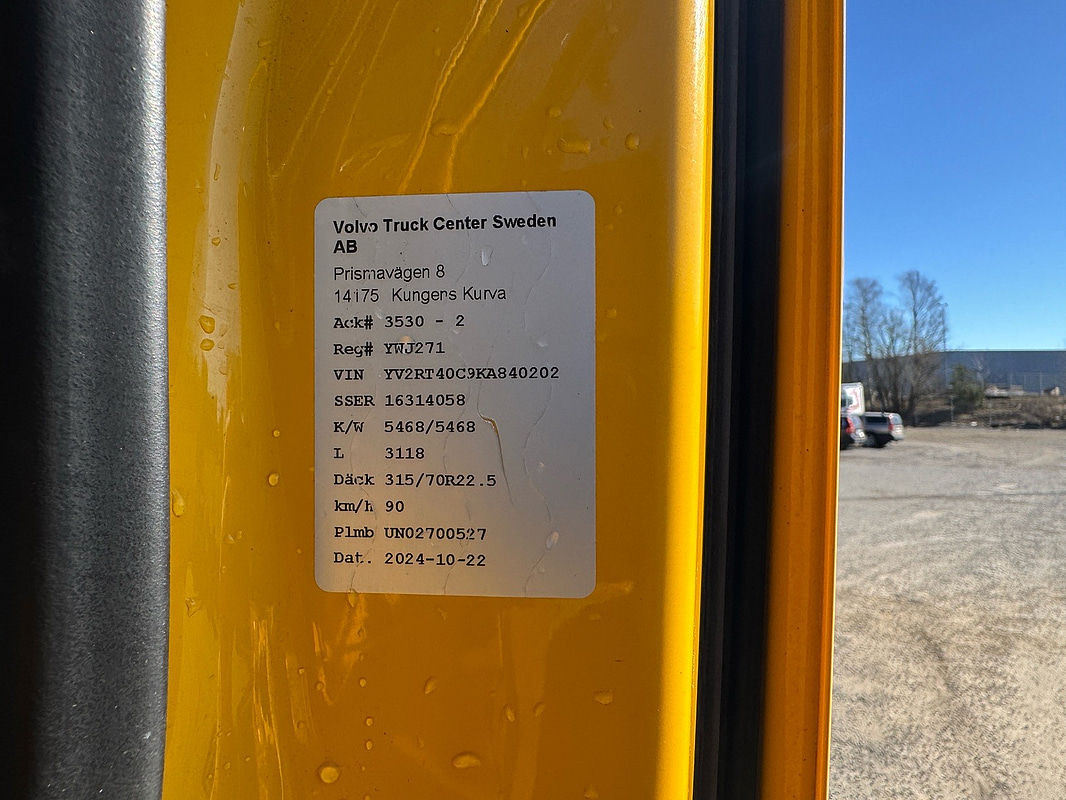 Volvo Truck Center Sweden
AB
Prismavägen 8
14175 Kungens Kurva
Ack# 3530 - 2
Reg# YWJ271
VIN YV2RT40C9KA840202
SSER 16314058
K/W 5468/5468
L 3118
Däck 315/70R22.5
km/h 90
Plmb UN02700527
Dat. 2024-10-22